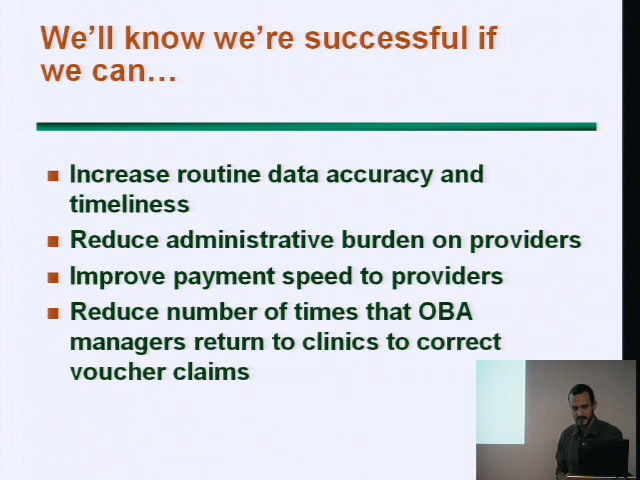 We'll know we're successful if
we can...
Increase routine data accuracy and
timeliness
Reduce administrative burden on providers
Improve payment speed to providers
Reduce number of times that OBA
managers return to clinics to correct
voucher claims